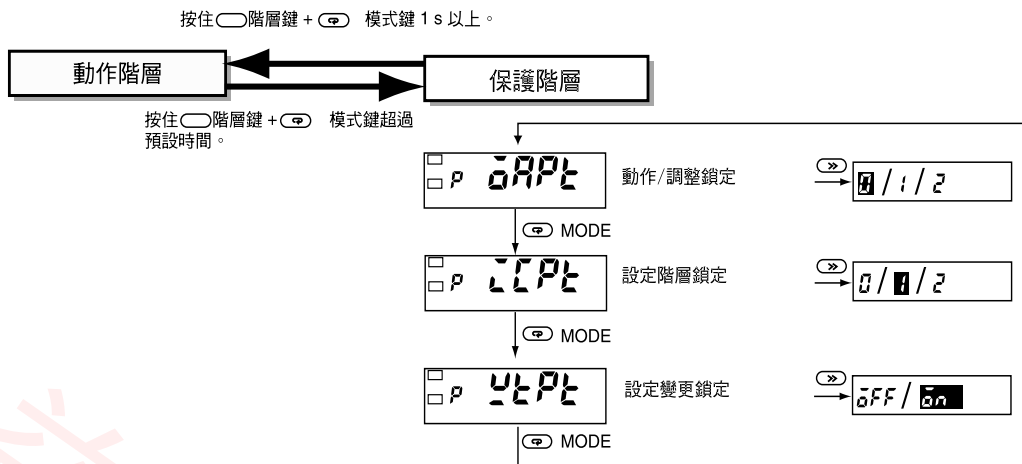 按住 階層鍵 + 模式鍵 1 s 以上。
動作階層
保護階層
按住 階層鍵 + 模式鍵超過
預設時間。
P oAPt
動作/調整鎖定
0/1/2
MODE
P iCPt
設定階層鎖定
0/1/2
MODE
P WtPt
設定變更鎖定
oFF/on
MODE